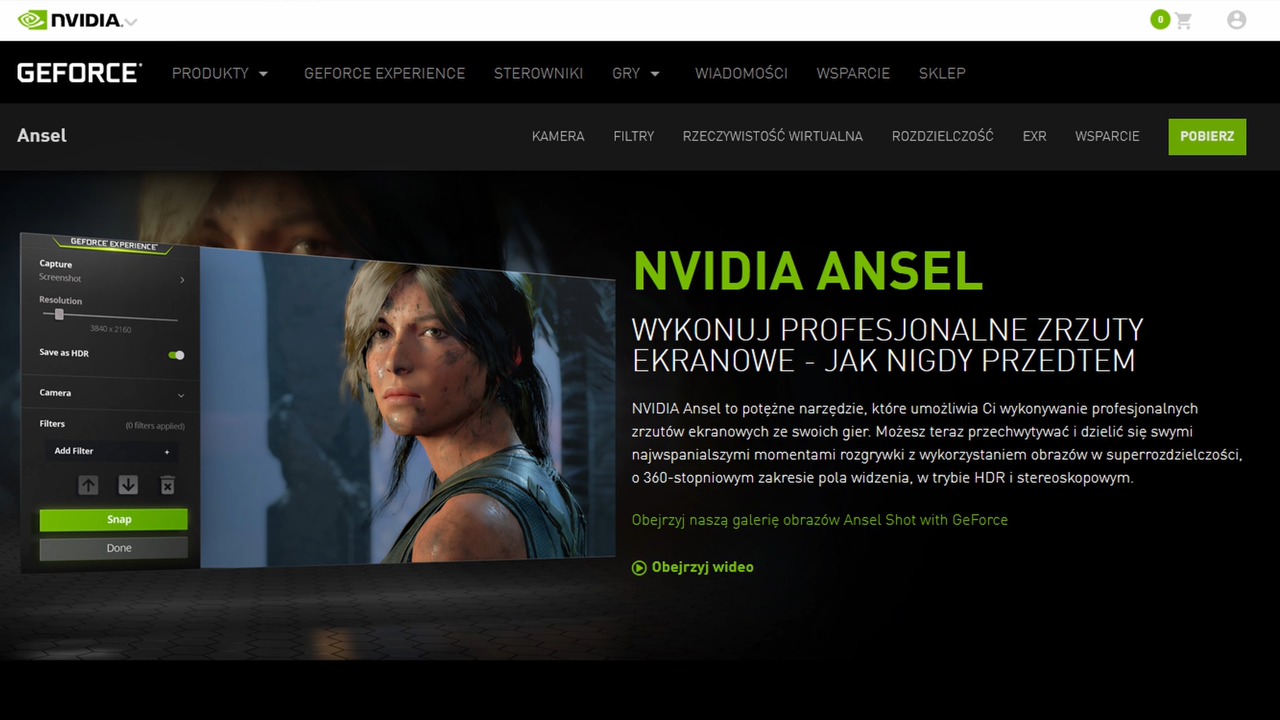 NVIDIA.
0
GEFORCE
PRODUKTY
GEFORCE EXPERIENCE
STEROWNIKI
GRY
WIADOMOŚCI
WSPARCIE
SKLEP
Ansel
KAMERA
FILTRY
RZECZYWISTOŚĆ WIRTUALNA
ROZDZIELCZOŚĆ
EXR
WSPARCIE
POBIERZ
GEFORCE EXPERIENCE
Capture
Screenshot
Resolution
3840 x 2160
Save as HDR
Camera
Filters (0 filters applied)
Add Filter +
Snap
Done
NVIDIA ANSEL
WYKONUJ PROFESJONALNE ZRZUTY
EKRANOWE - JAK NIGDY PRZEDTEM
NVIDIA Ansel to potężne narzędzie, które umożliwia Ci wykonywanie profesjonalnych
zrzutów ekranowych ze swoich gier. Możesz teraz przechwytywać i dzielić się swymi
najwspanialszymi momentami rozgrywki z wykorzystaniem obrazów w superrozdzielczości,
o 360-stopniowym zakresie pola widzenia, w trybie HDR i stereoskopowym.
Obejrzyj naszą galerię obrazów Ansel Shot with GeForce
Obejrzyj wideo